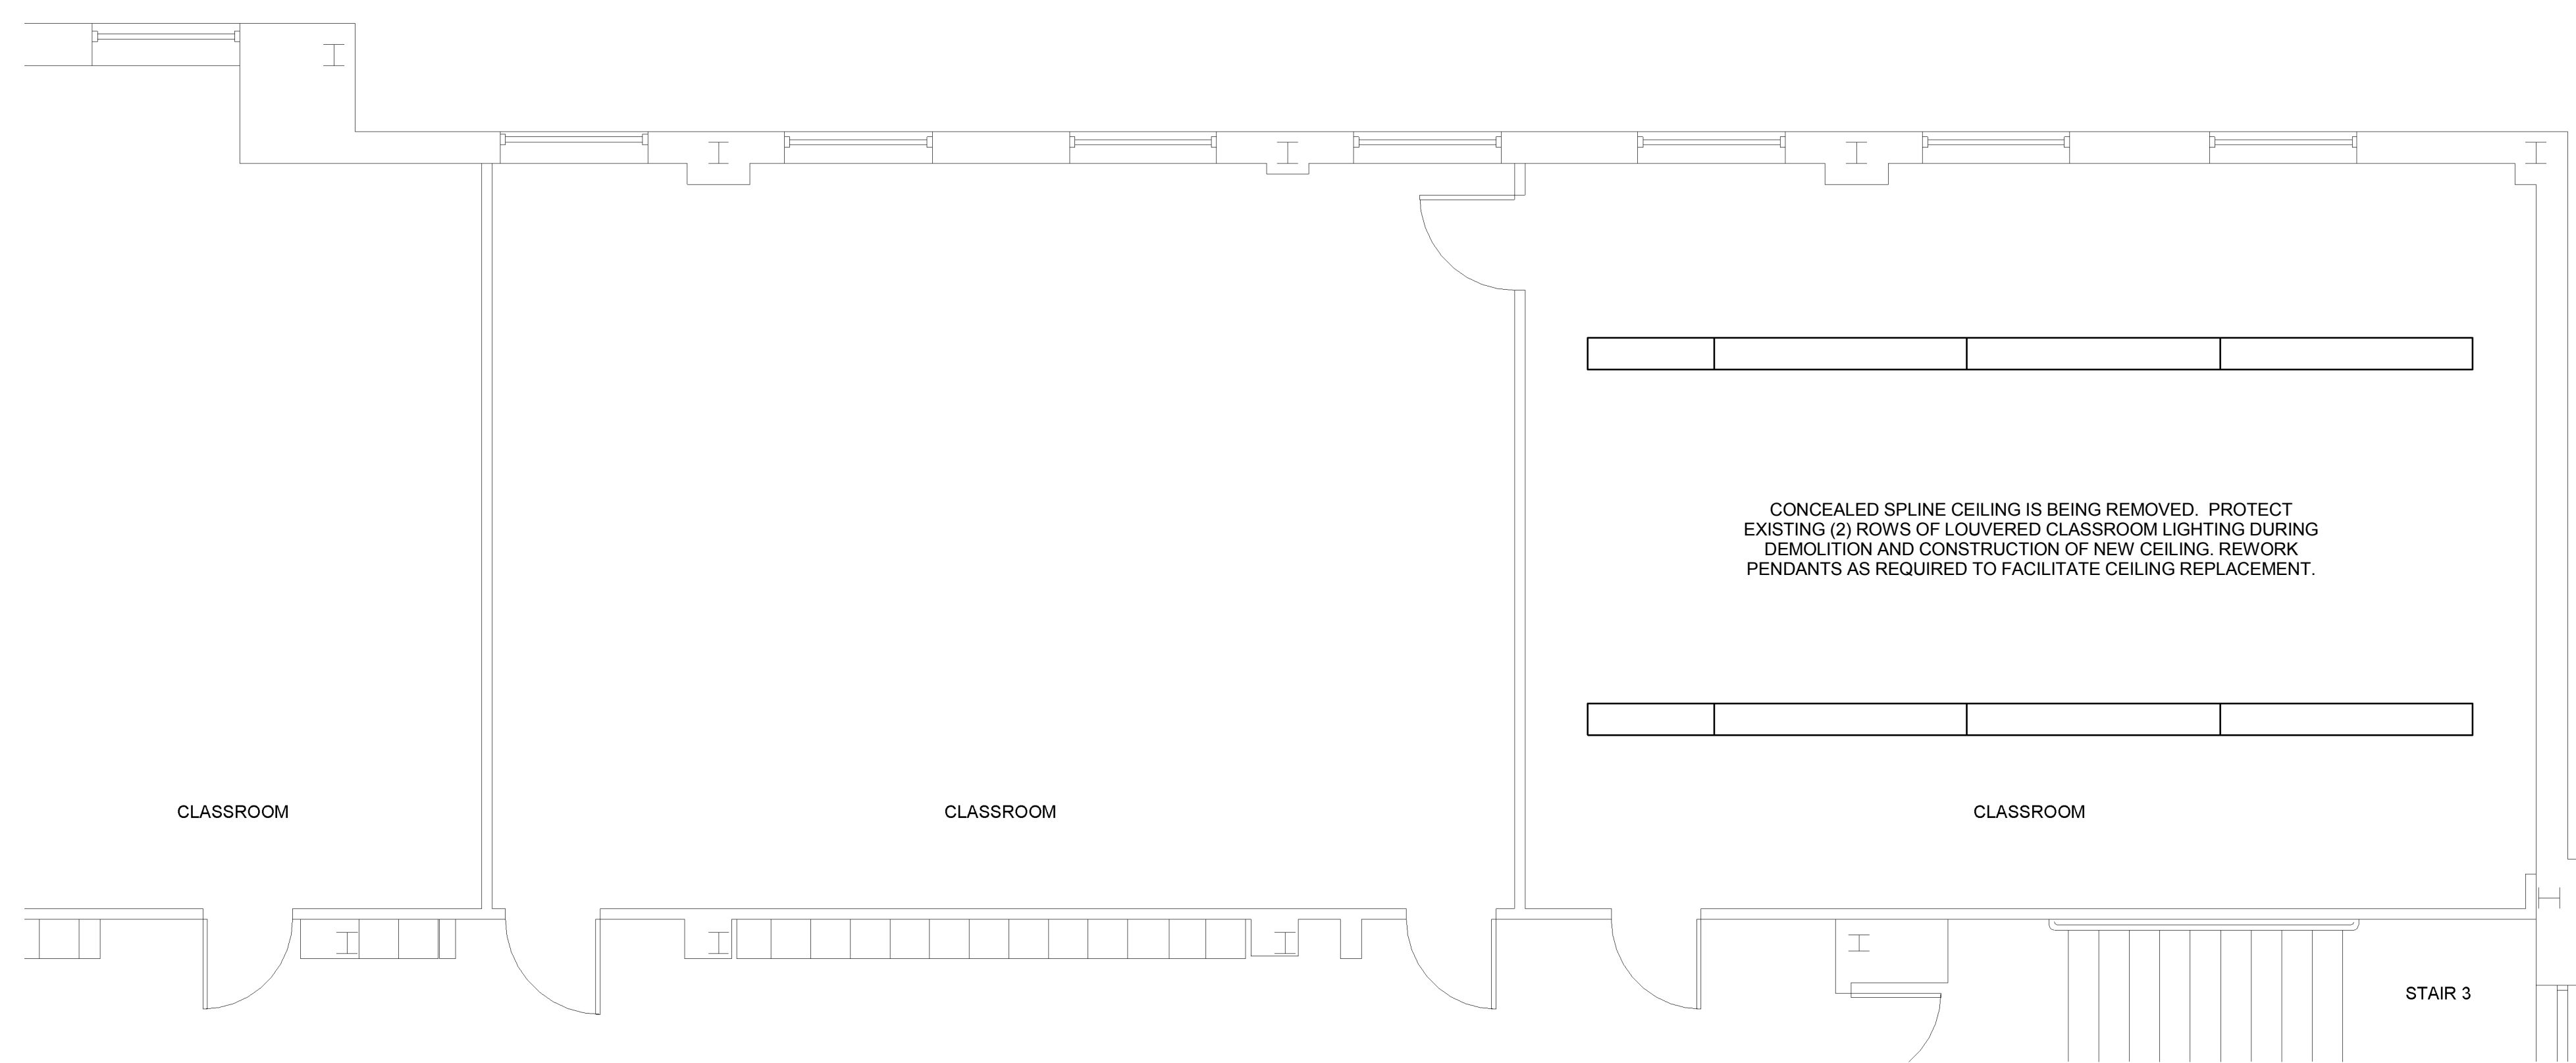 CONCEALED SPLINE CEILING IS BEING REMOVED.  PROTECT
EXISTING (2) ROWS OF LOUVERED CLASSROOM LIGHTING DURING
DEMOLITION AND CONSTRUCTION OF NEW CEILING. REWORK
PENDANTS AS REQUIRED TO FACILITATE CEILING REPLACEMENT.
CLASSROOM
CLASSROOM
CLASSROOM
STAIR 3